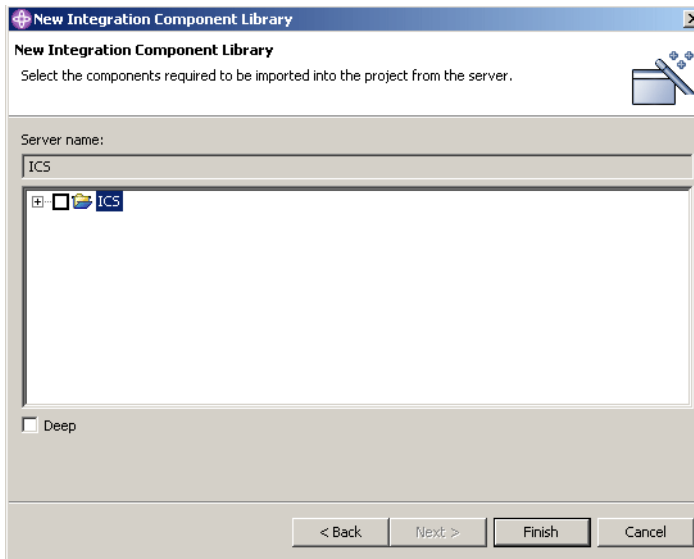 New Integration Component Library
New Integration Component Library
Select the components required to be imported into the project from the server.
Server name:
ICS
ICS
Deep
< Back Next > Finish Cancel